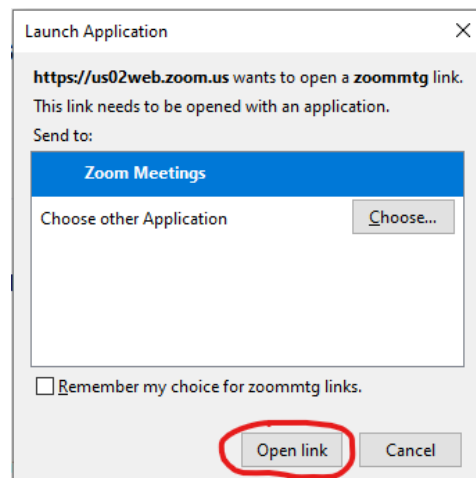 Launch Application
https://us02web.zoom.us wants to open a zoommtg link.
This link needs to be opened with an application.
Send to:
Zoom Meetings
Choose other Application
Choose...
Remember my choice for zoommtg links.
Open link
Cancel